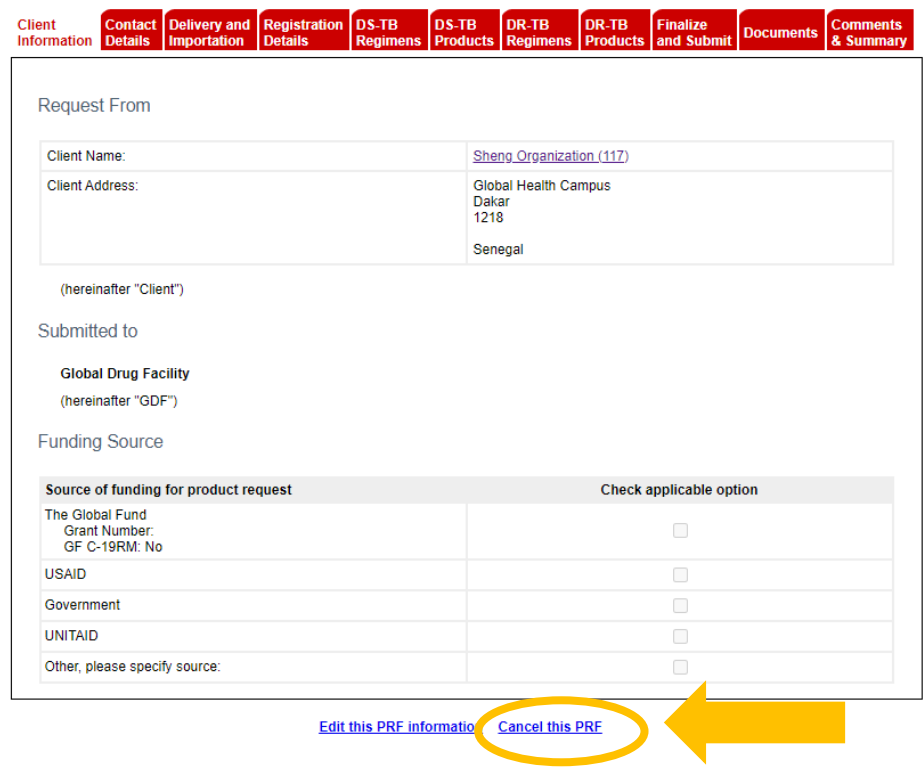 Client Information
Contact Details
Delivery and Importation
Registration Details
DS-TB Regimens
DS-TB Products
DR-TB Regimens
DR-TB Products
Finalize and Submit
Documents
Comments & Summary
Request From
Client Name: Sheng Organization (117)
Client Address: Global Health Campus
Dakar
1218
Senegal
(hereinafter "Client")
Submitted to
Global Drug Facility
(hereinafter "GDF")
Funding Source
Source of funding for product request Check applicable option
The Global Fund
Grant Number:
GF C-19RM: No
USAID
Government
UNITAID
Other, please specify source:
Edit this PRF information Cancel this PRF